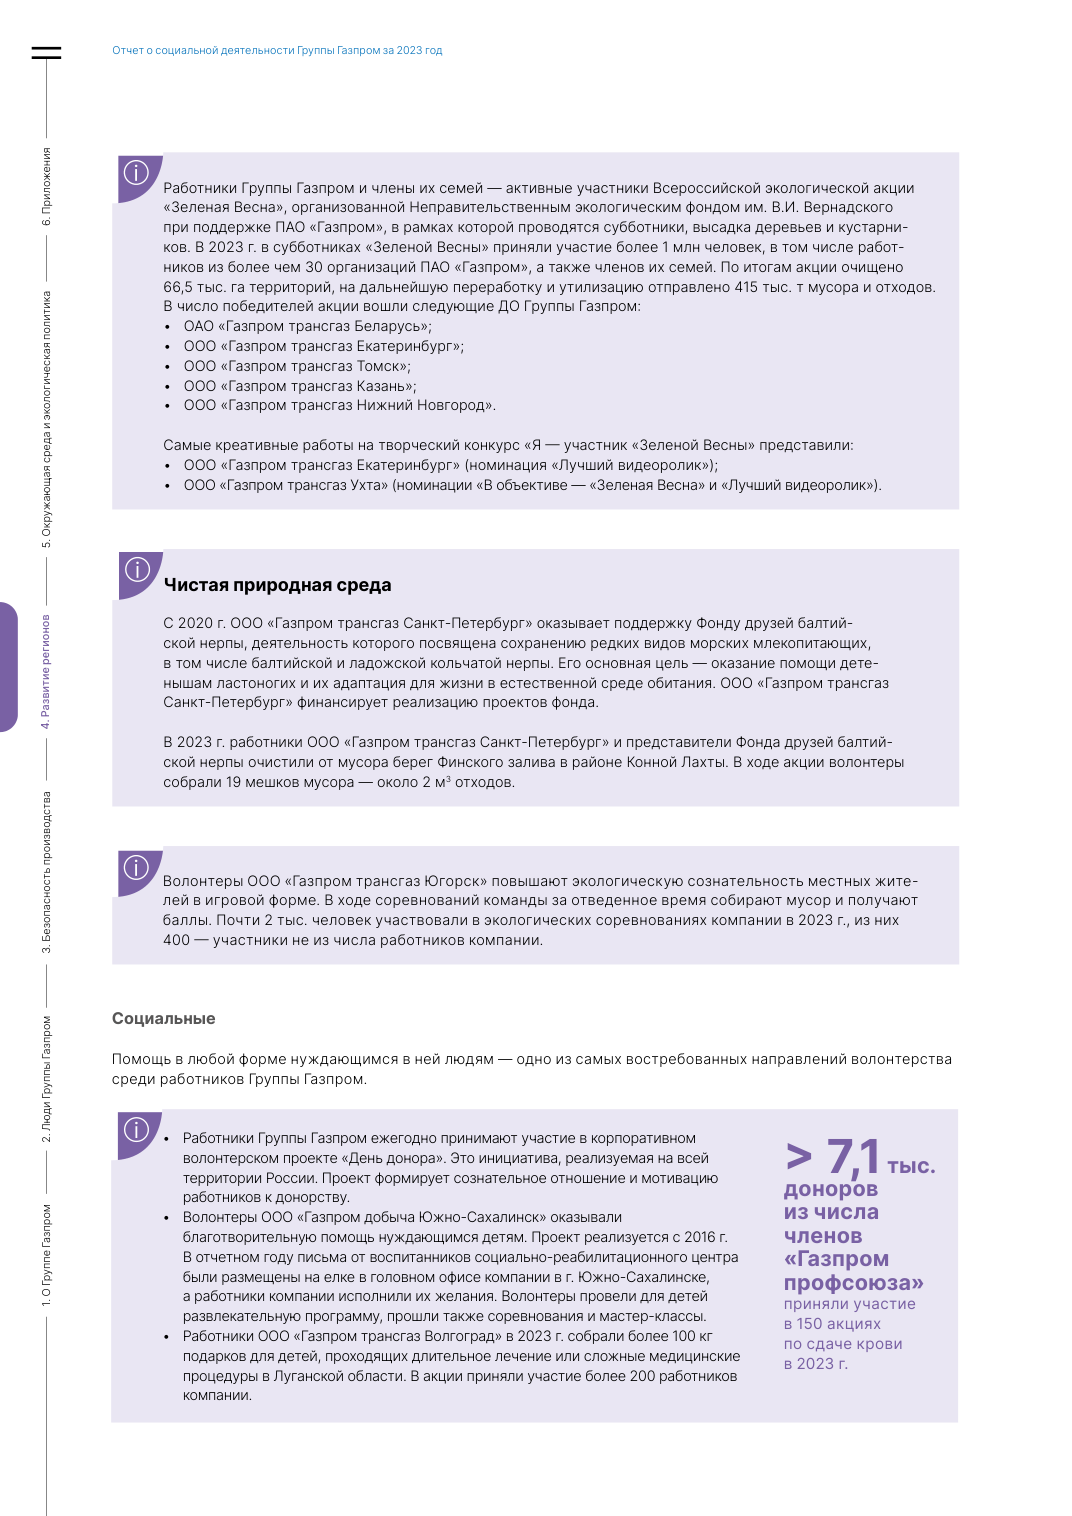 Отчет о социальной деятельности Группы Газпром за 2023 год
6. Приложения
5. Окружающая среда и экологическая политика
4. Развитие регионов
3. Безопасность производства
2. Люди Группы Газпром
1. О Группе Газпром
Работники Группы Газпром и члены их семей — активные участники Всероссийской экологической акции
«Зеленая Весна», организованной Неправительственным экологическим фондом им. В.И. Вернадского
при поддержке ПАО «Газпром», в рамках которой проводятся субботники, высадка деревьев и кустарни-
ков. В 2023 г. в субботниках «Зеленой Весны» приняли участие более 1 млн человек, в том числе работ-
ников из более чем 30 организаций ПАО «Газпром», а также членов их семей. По итогам акции очищено
66,5 тыс. га территорий, на дальнейшую переработку и утилизацию отправлено 415 тыс. т мусора и отходов.
В число победителей акции вошли следующие ДО Группы Газпром:
• ОАО «Газпром трансгаз Беларусь»;
• ООО «Газпром трансгаз Екатеринбург»;
• ООО «Газпром трансгаз Томск»;
• ООО «Газпром трансгаз Казань»;
• ООО «Газпром трансгаз Нижний Новгород».
Самые креативные работы на творческий конкурс «Я — участник «Зеленой Весны» представили:
• ООО «Газпром трансгаз Екатеринбург» (номинация «Лучший видеоролик»);
• ООО «Газпром трансгаз Ухта» (номинации «В объективе — «Зеленая Весна» и «Лучший видеоролик»).
Чистая природная среда
С 2020 г. ООО «Газпром трансгаз Санкт-Петербург» оказывает поддержку Фонду друзей балтий-
ской нерпы, деятельность которого посвящена сохранению редких видов морских млекопитающих,
в том числе балтийской и ладожской кольчатой нерпы. Его основная цель — оказание помощи дете-
нышам ластоногих и их адаптация для жизни в естественной среде обитания. ООО «Газпром трансгаз
Санкт-Петербург» финансирует реализацию проектов фонда.
В 2023 г. работники ООО «Газпром трансгаз Санкт-Петербург» и представители Фонда друзей балтий-
ской нерпы очистили от мусора берег Финского залива в районе Конной Лахты. В ходе акции волонтеры
собрали 19 мешков мусора — около 2 м³ отходов.
Волонтеры ООО «Газпром трансгаз Югорск» повышают экологическую сознательность местных жите-
лей в игровой форме. В ходе соревнований команды за отведенное время собирают мусор и получают
баллы. Почти 2 тыс. человек участвовали в экологических соревнованиях компании в 2023 г., из них
400 — участники не из числа работников компании.
Социальные
Помощь в любой форме нуждающимся в ней людям — одно из самых востребованных направлений волонтерства
среди работников Группы Газпром.
• Работники Группы Газпром ежегодно принимают участие в корпоративном
волонтерском проекте «День донора». Это инициатива, реализуемая на всей
территории России. Проект формирует сознательное отношение и мотивацию
работников к донорству.
• Волонтеры ООО «Газпром добыча Южно-Сахалинск» оказывали
благотворительную помощь нуждающимся детям. Проект реализуется с 2016 г.
В отчетном году письма от воспитанников социально-реабилитационного центра
были размещены на елке в головном офисе компании в г. Южно-Сахалинске,
а работники компании исполнили их желания. Волонтеры провели для детей
развлекательную программу, прошли также соревнования и мастер-классы.
• Работники ООО «Газпром трансгаз Волгоград» в 2023 г. собрали более 100 кг
подарков для детей, проходящих длительное лечение или сложные медицинские
процедуры в Луганской области. В акции приняли участие более 200 работников
компании.
> 7,1 тыс.
доноров
из числа
членов
«Газпром
профсоюза»
приняли участие
в 150 акциях
по сдаче крови
в 2023 г.